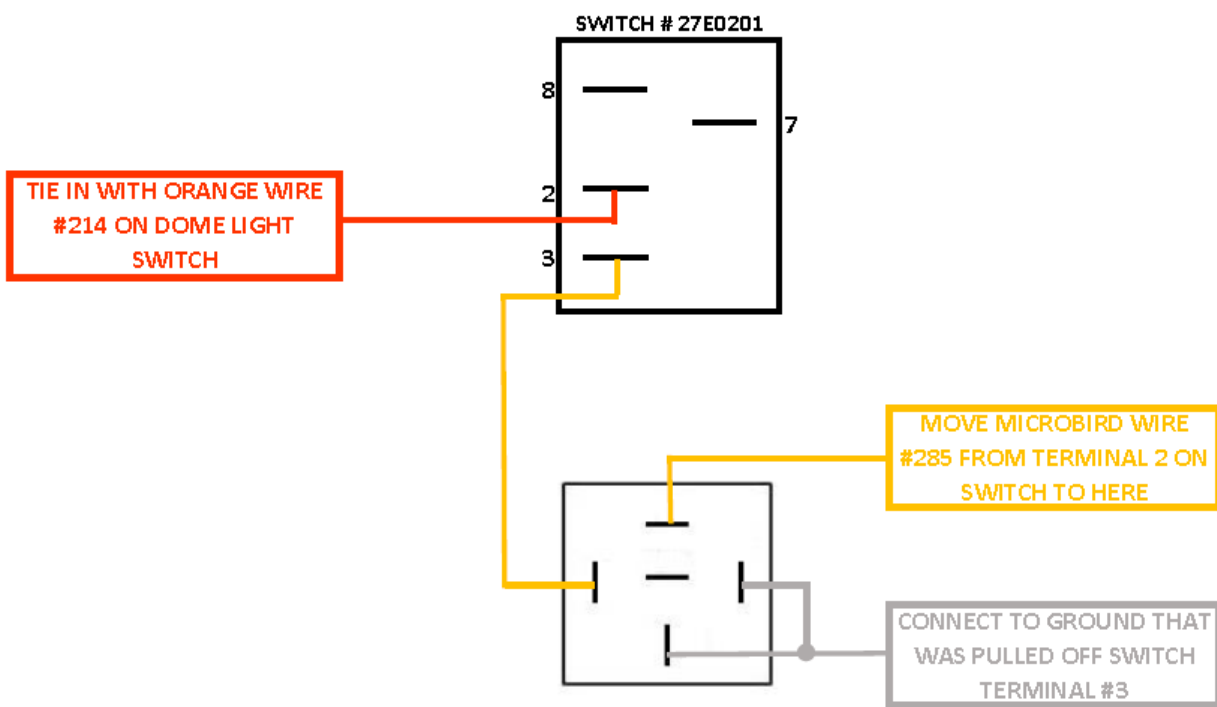 SWITCH # 27E0201
8
7
TIE IN WITH ORANGE WIRE
#214 ON DOME LIGHT
SWITCH
2
3
MOVE MICROBIRD WIRE
#285 FROM TERMINAL 2 ON
SWITCH TO HERE
CONNECT TO GROUND THAT
WAS PULLED OFF SWITCH
TERMINAL #3